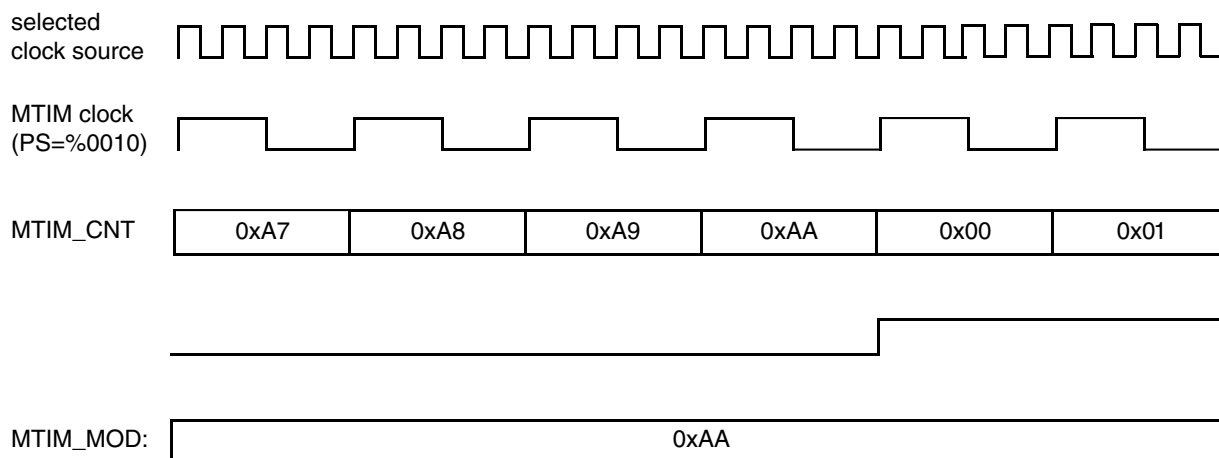 selected
clock source
MTIM clock
(PS=%0010)
MTIM_CNT 0xA7 0xA8 0xA9 0xAA 0x00 0x01
MTIM_MOD: 0xAA